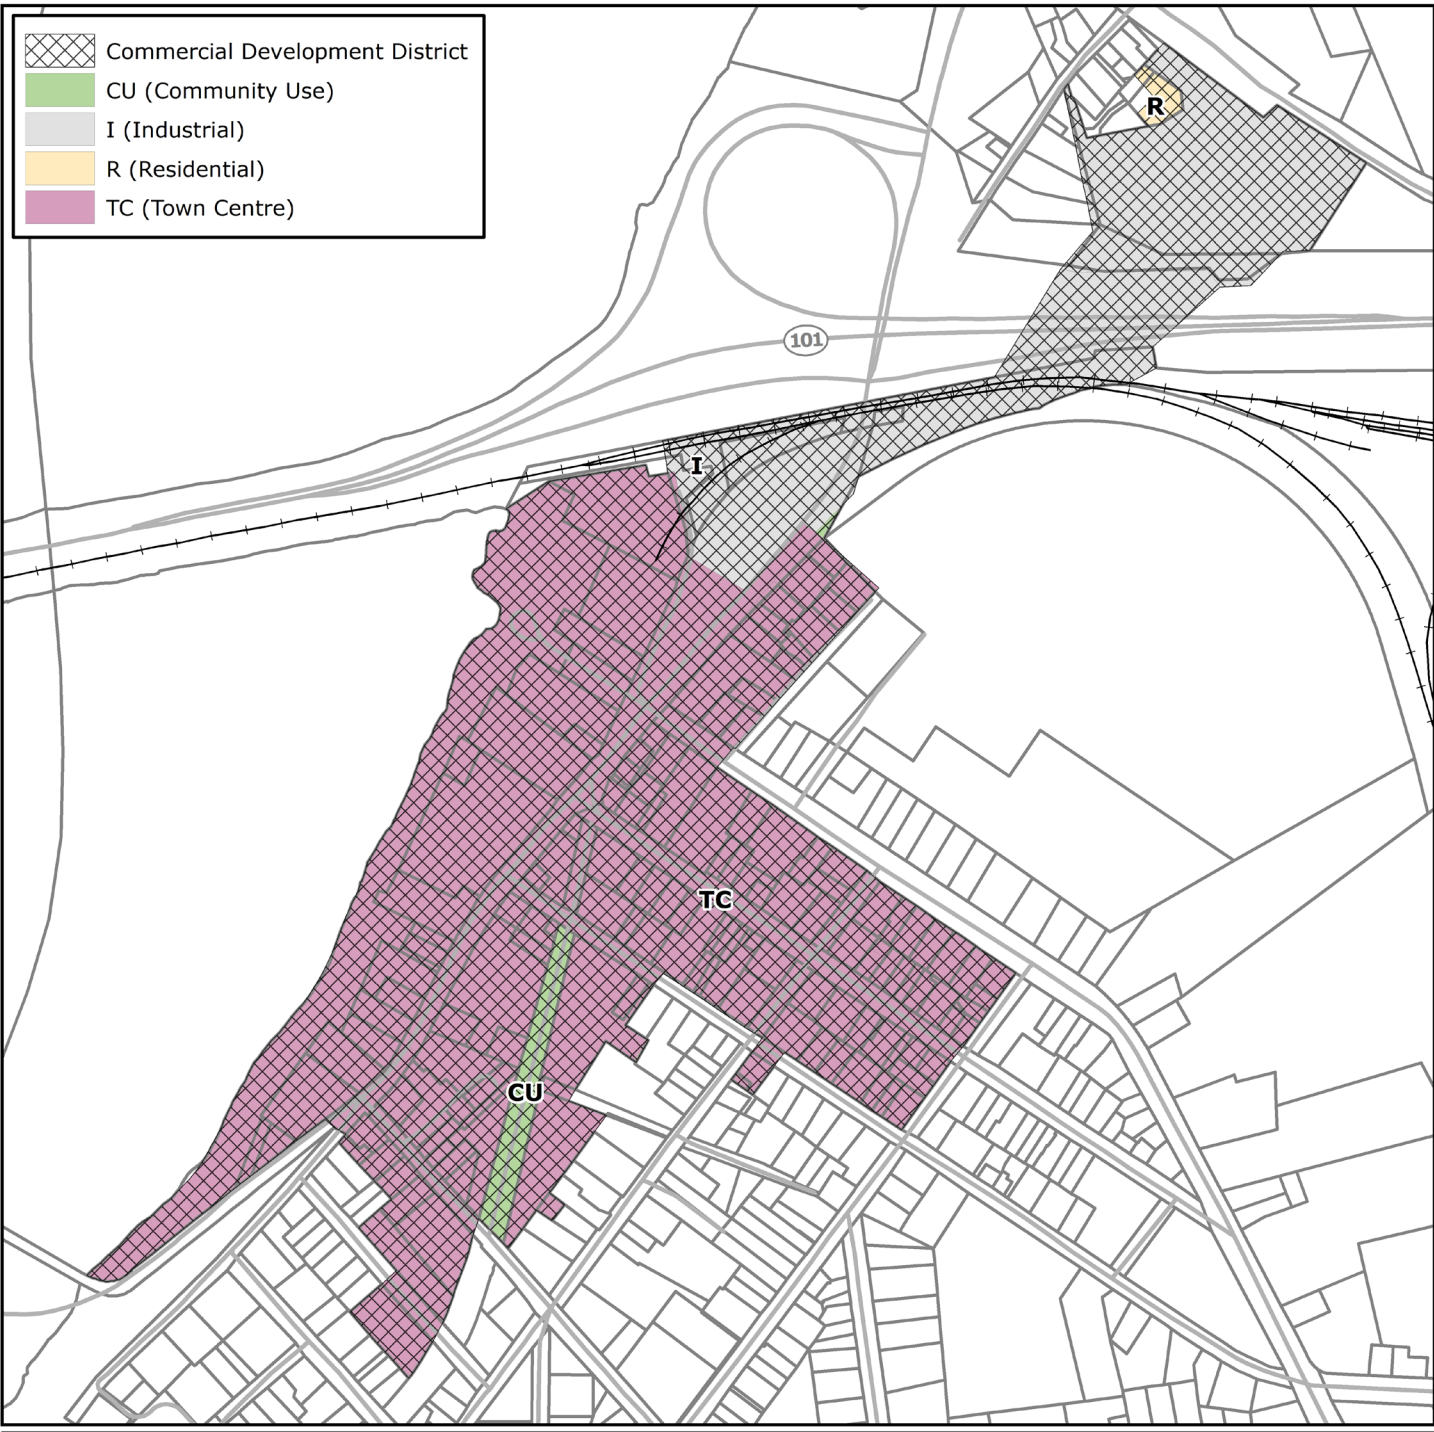 Commercial Development District
CU (Community Use)
I (Industrial)
R (Residential)
TC (Town Centre)
R
101
I
TC
CU